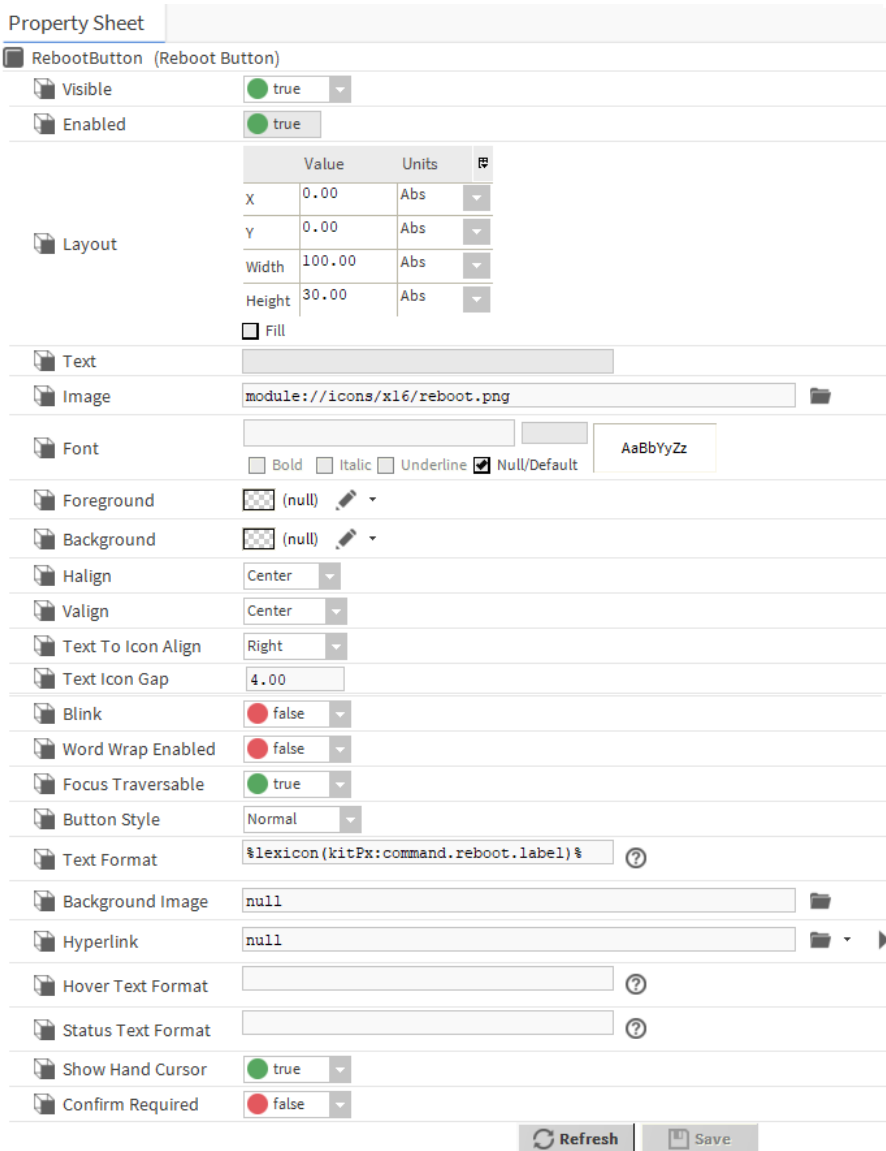 Property Sheet
RebootButton (Reboot Button)
Visible true
Enabled true
Value Units
X 0.00 Abs
Y 0.00 Abs
Layout
Width 100.00 Abs
Height 30.00 Abs
Fill
Text
Image module://icons/x16/reboot.png
Font AaBbYyZz
Bold Italic Underline Null/Default
Foreground (null)
Background (null)
Halign Center
Valign Center
Text To Icon Align Right
Text Icon Gap 4.00
Blink false
Word Wrap Enabled false
Focus Traversable true
Button Style Normal
Text Format %lexicon(kitPx:command.reboot.label)% ?
Background Image null
Hyperlink null
Hover Text Format ?
Status Text Format ?
Show Hand Cursor true
Confirm Required false
Refresh Save